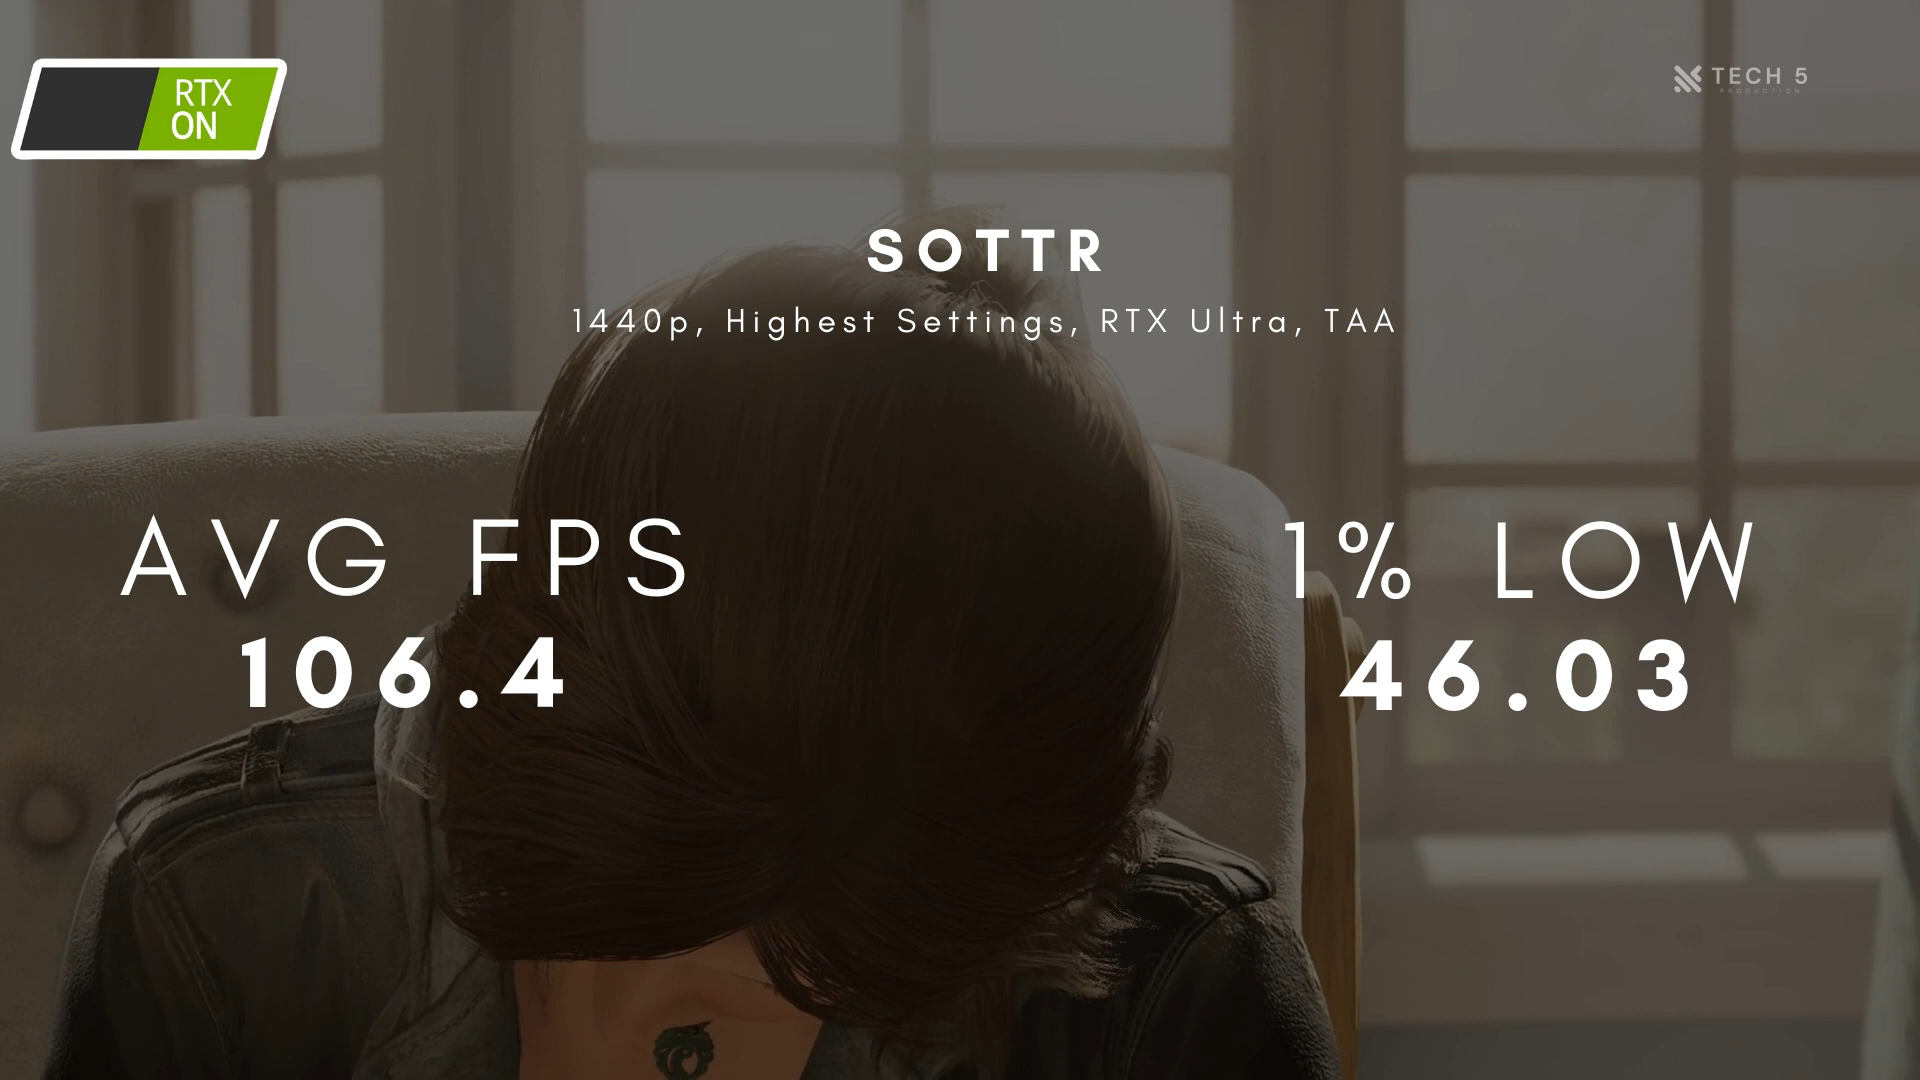 RTX
ON
TECH 5
PRODUCTION
SOTTR
1440p, Highest Settings, RTX Ultra, TAA
AVG FPS
1% LOW
106.4
46.03